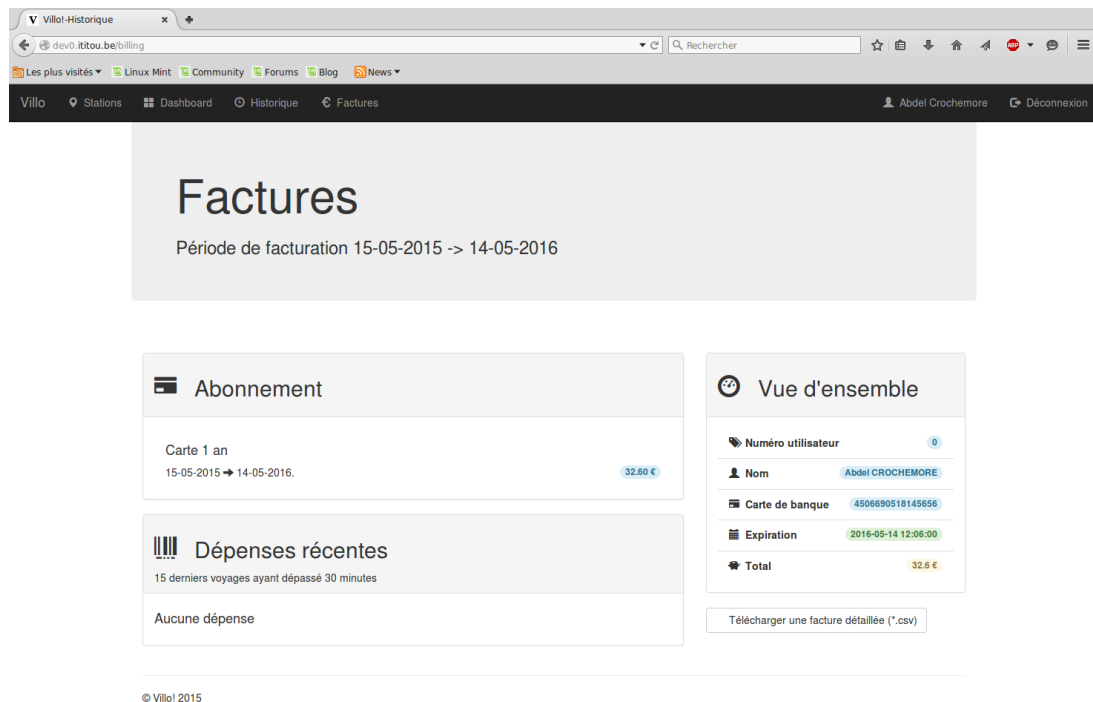 V Villo!-Historique
dev0.ititou.be/billing
Rechercher
ABP
Les plus visités Linux Mint Community Forums Blog News
Villo Stations Dashboard Historique € Factures Abdel Crochemore Déconnexion
Factures
Période de facturation 15-05-2015 -> 14-05-2016
Abonnement
Carte 1 an
15-05-2015 ➜ 14-05-2016.
32.60 €
Dépenses récentes
15 derniers voyages ayant dépassé 30 minutes
Aucune dépense
Vue d'ensemble
Numéro utilisateur 0
Nom Abdel CROCHEMORE
Carte de banque 4506690518145656
Expiration 2016-05-14 12:06:00
Total 32.6 €
Télécharger une facture détaillée (*.csv)
© Villo! 2015